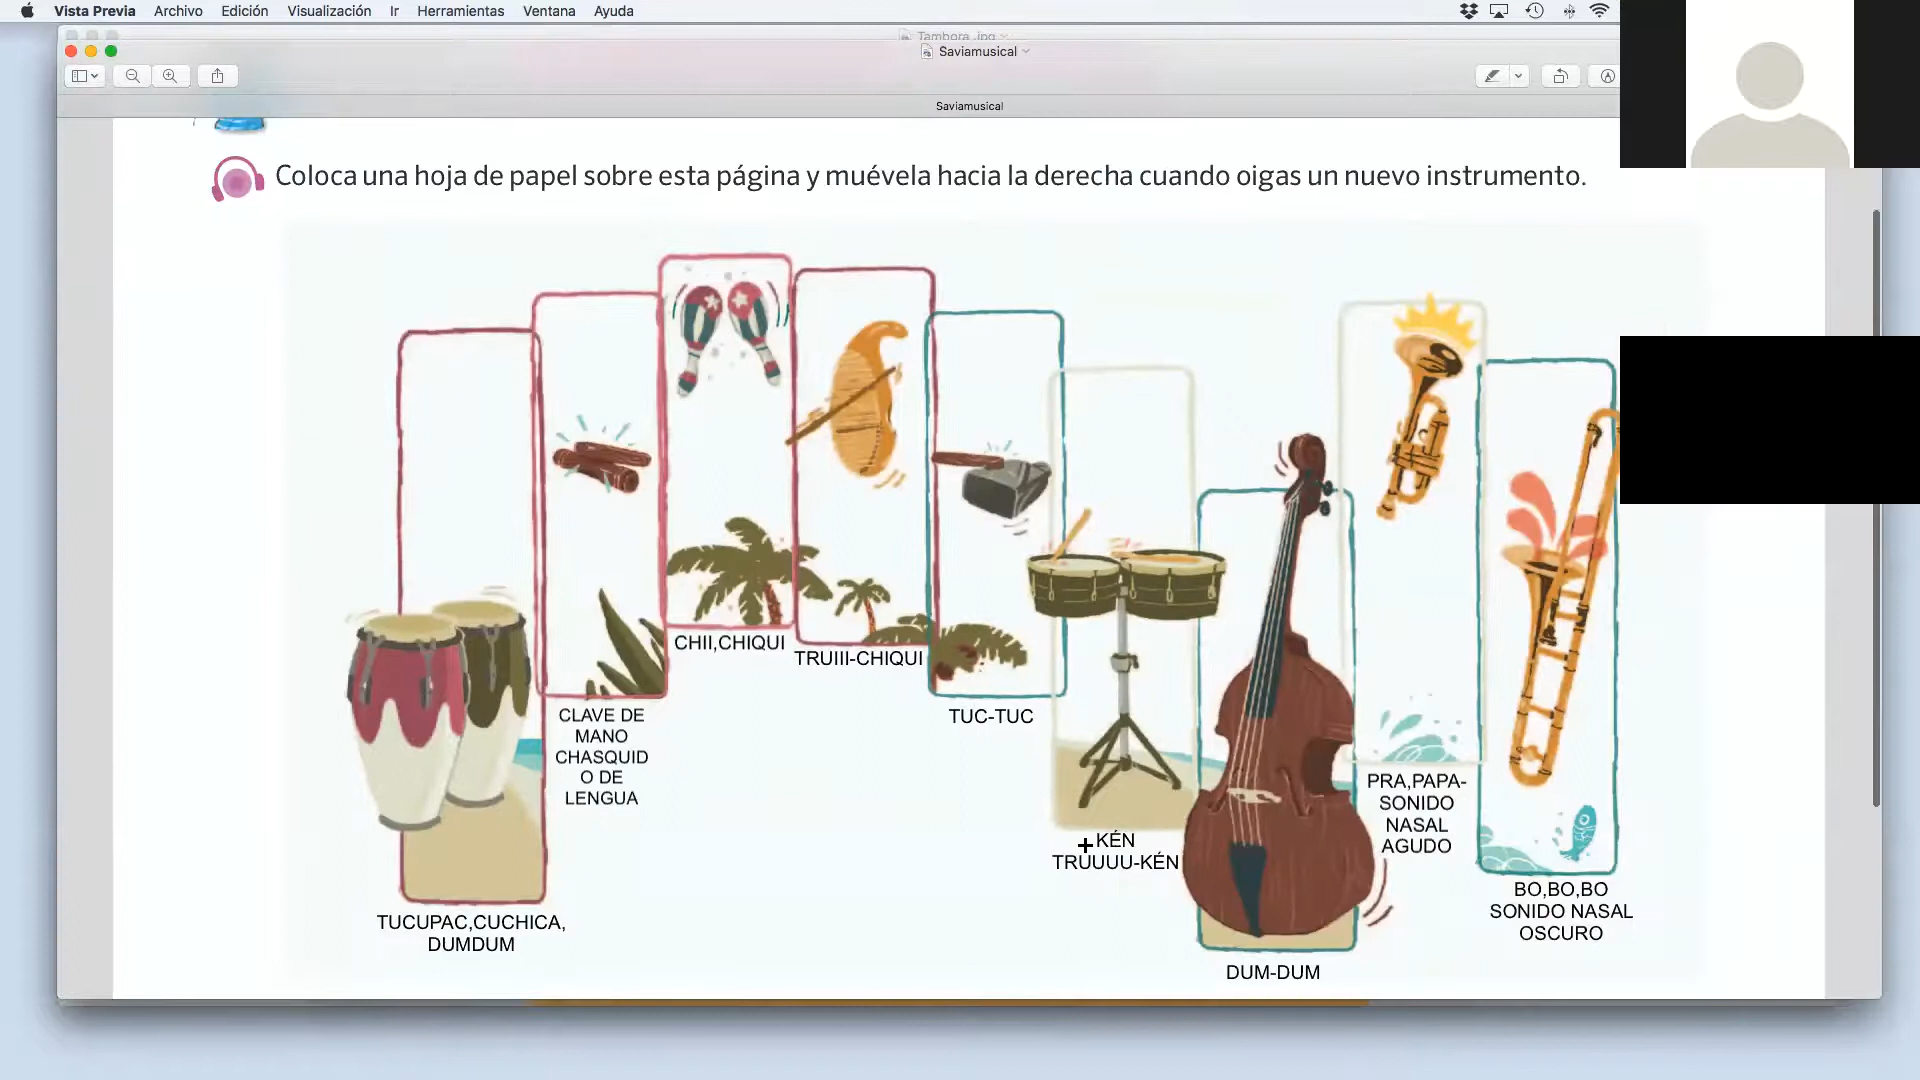 Vista Previa Archivo Edición Visualización Ir Herramientas Ventana Ayuda
Tambora .jpg
Saviamusical
Saviamusical
Coloca una hoja de papel sobre esta página y muévela hacia la derecha cuando oigas un nuevo instrumento.
CHII,CHIQUI
TRUIII-CHIQUI
CLAVE DE
MANO
CHASQUID
O DE
LENGUA
TUC-TUC
PRA,PAPA-
SONIDO
NASAL
AGUDO
KÉN
TRUUUU-KÉN
BO,BO,BO
SONIDO NASAL
OSCURO
TUCUPAC,CUCHICA,
DUMDUM
DUM-DUM